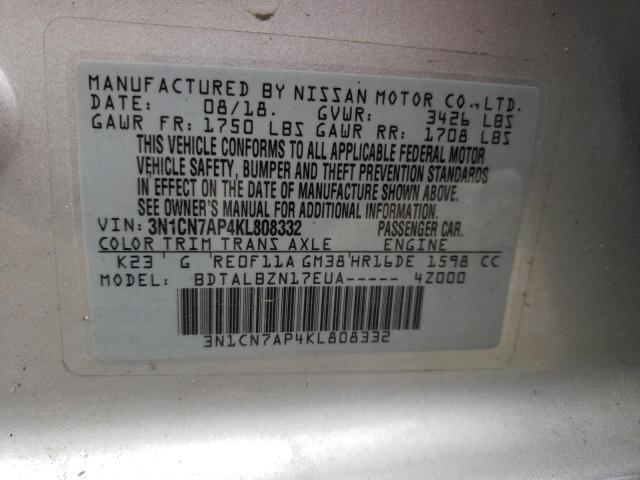 MANUFACTURED BY NISSAN MOTOR CO., LTD.
DATE: 08/18. GVWR: 3426 LBS
GAWR FR: 1750 LBS GAWR RR: 1708 LBS
THIS VEHICLE CONFORMS TO ALL APPLICABLE FEDERAL MOTOR
VEHICLE SAFETY, BUMPER AND THEFT PREVENTION STANDARDS
IN EFFECT ON THE DATE OF MANUFACTURE SHOWN ABOVE.
SEE OWNER'S MANUAL FOR ADDITIONAL INFORMATION.
VIN: 3N1CN7AP4KL808332 PASSENGER CAR.
COLOR TRIM TRANS AXLE ENGINE
K23 G RE0F11A GM38 HR16DE 1598 CC
MODEL: BDTALBZN17EUA----- 4Z000
3N1CN7AP4KL808332